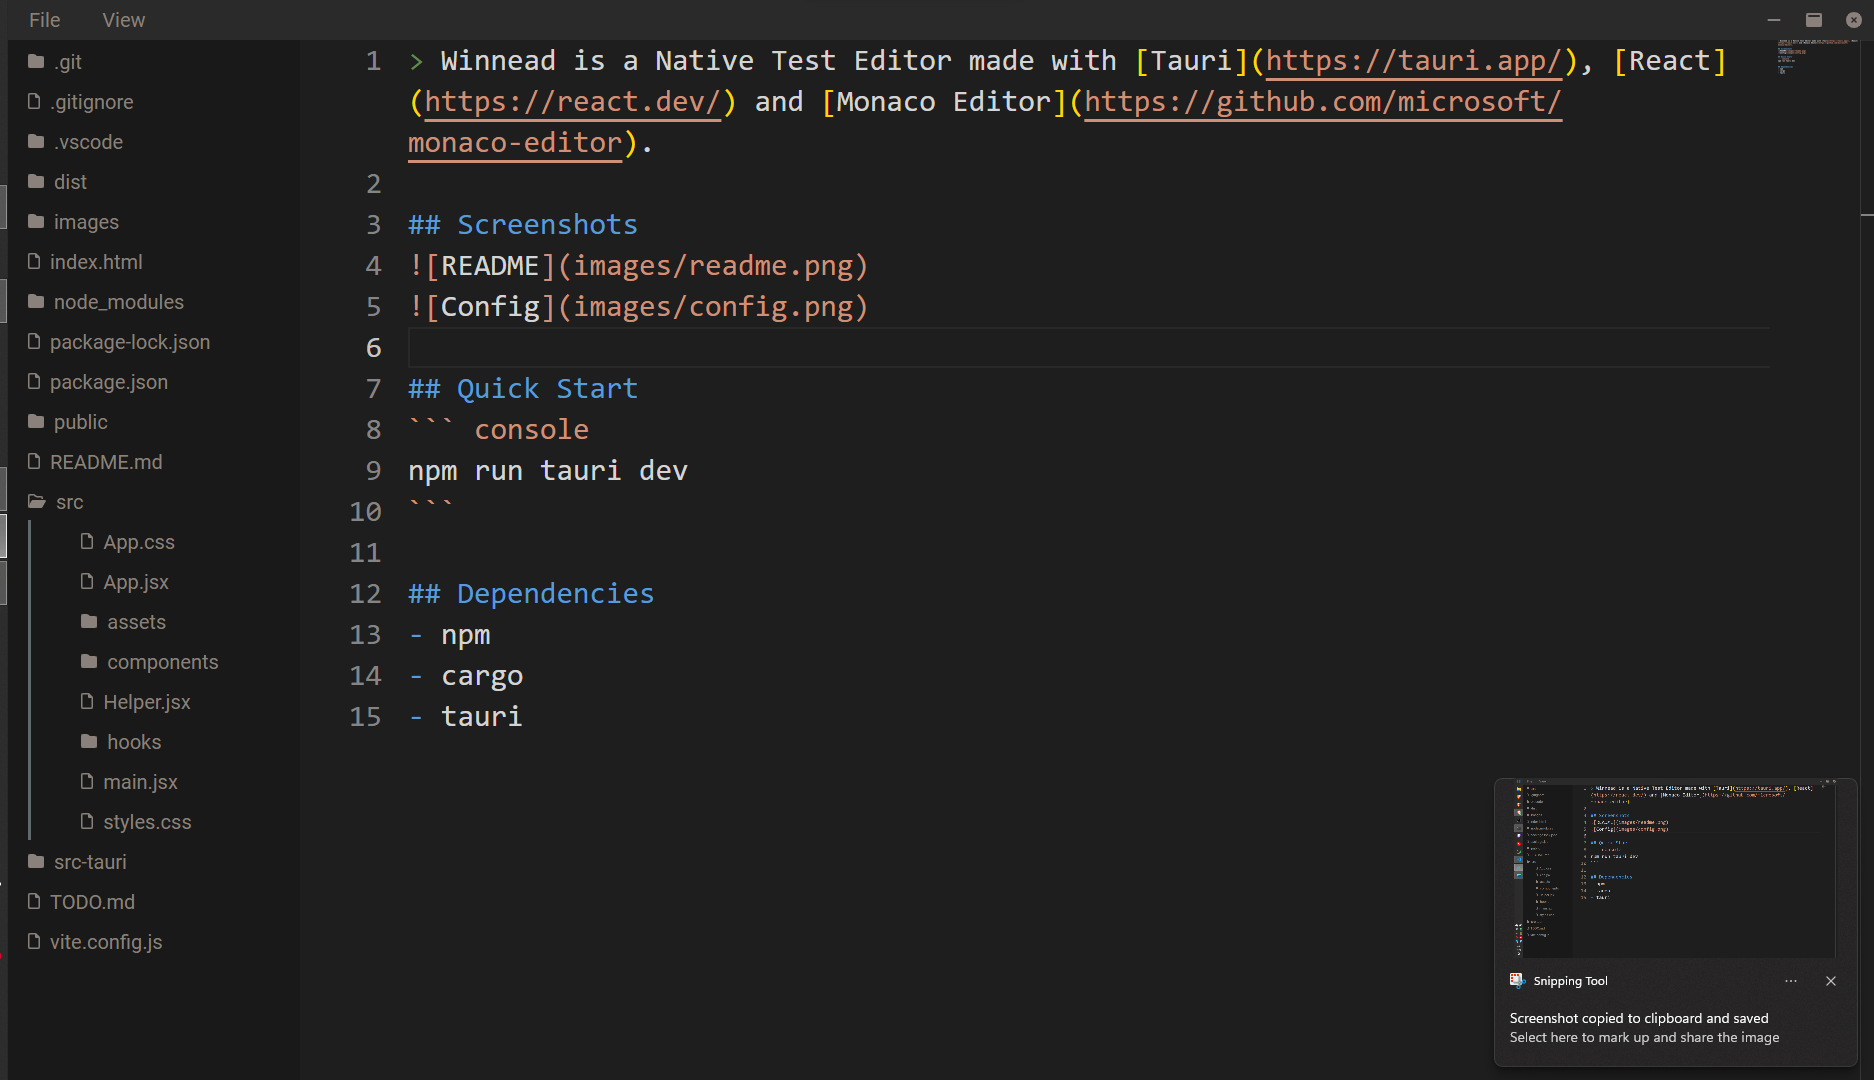 File View
.git
.gitignore
.vscode
dist
images
index.html
node_modules
package-lock.json
package.json
public
README.md
src
App.css
App.jsx
assets
components
Helper.jsx
hooks
main.jsx
styles.css
src-tauri
TODO.md
vite.config.js
1 > Winnead is a Native Test Editor made with [Tauri](https://tauri.app/), [React]
(https://react.dev/) and [Monaco Editor](https://github.com/microsoft/
monaco-editor).
2
3 ## Screenshots
4 ![README](images/readme.png)
5 ![Config](images/config.png)
6
7 ## Quick Start
8 ``` console
9 npm run tauri dev
10 ```
11
12 ## Dependencies
13 - npm
14 - cargo
15 - tauri
Snipping Tool
Screenshot copied to clipboard and saved
Select here to mark up and share the image